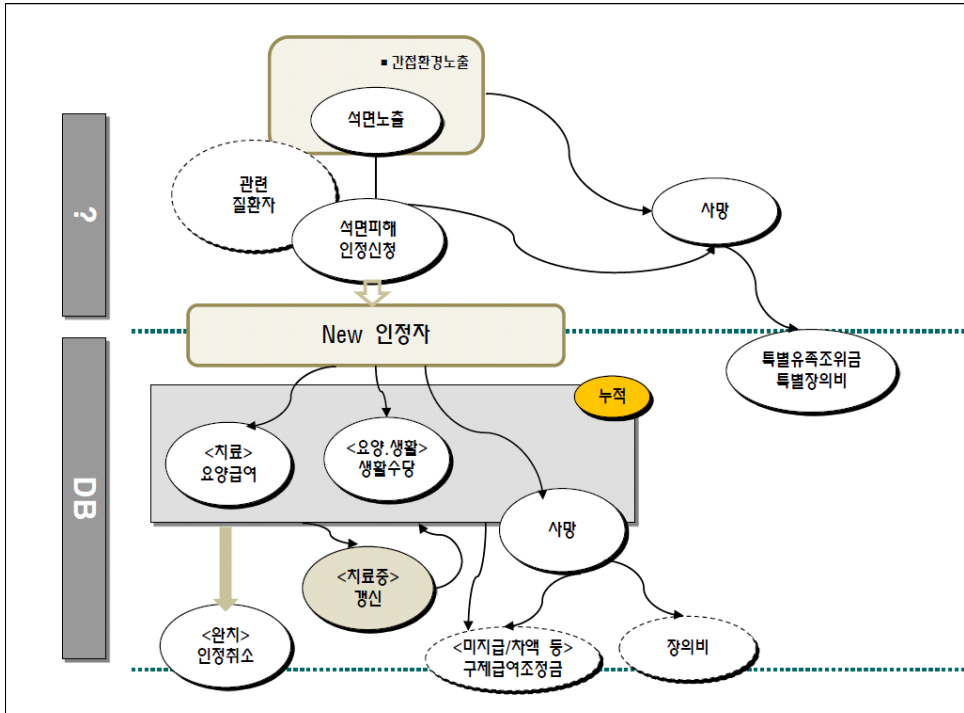 ▪ 간접환경노출
석면노출
관련
질환자
석면피해
인정신청
사망
?
New 인정자
특별유족조위금
특별장의비
누적
<치료>
요양급여
<요양.생활>
생활수당
DB
사망
<치료중>
갱신
<완치>
인정취소
<미지급/차액 등>
구제급여조정금
장의비